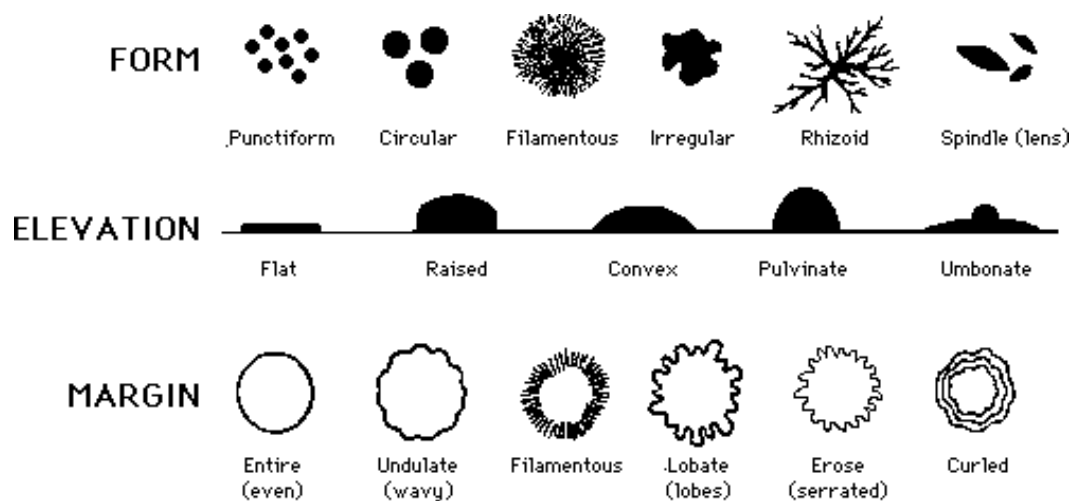 FORM
Punctiform Circular Filamentous Irregular Rhizoid Spindle (lens)
ELEVATION
Flat Raised Convex Pulvinate Umbonate
MARGIN
Entire Undulate Filamentous Lobate Erose Curled
(even) (wavy) (lobes) (serrated)